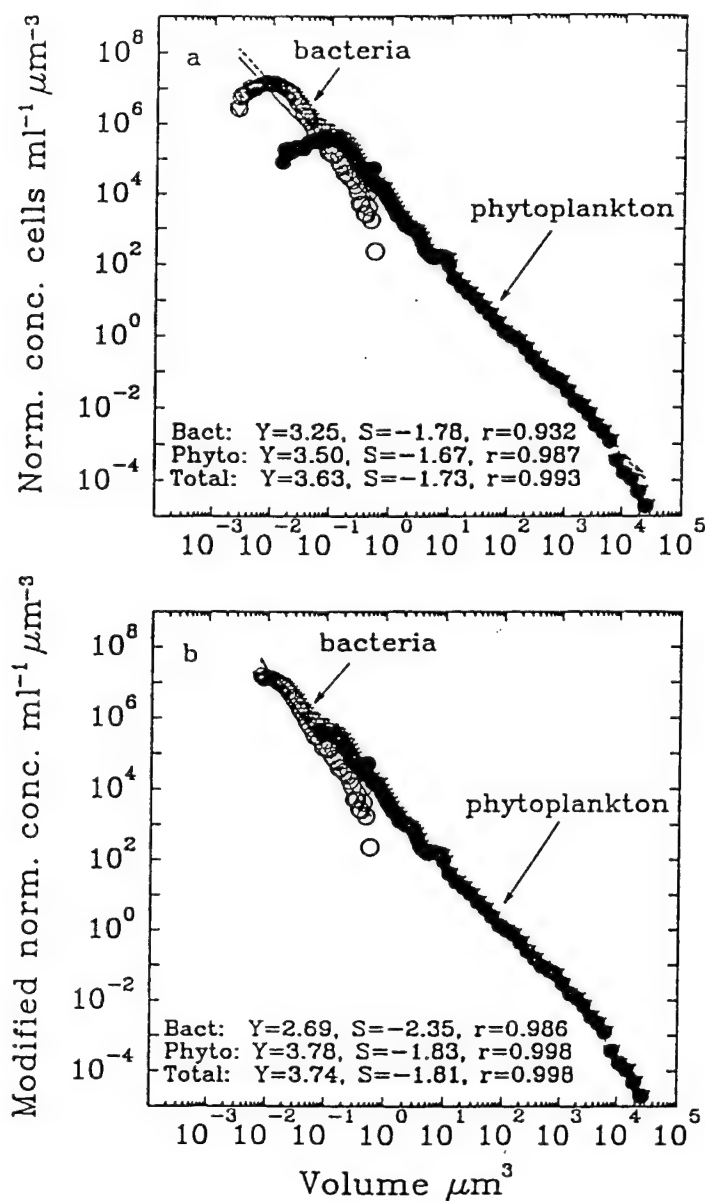 Norm. conc. cells ml⁻¹ μm⁻³
a
bacteria
phytoplankton
10⁸
10⁶
10⁴
10²
10⁰
10⁻²
10⁻⁴
Bact: Y=3.25, S=−1.78, r=0.932
Phyto: Y=3.50, S=−1.67, r=0.987
Total: Y=3.63, S=−1.73, r=0.993
10⁻³ 10⁻² 10⁻¹ 10⁰ 10¹ 10² 10³ 10⁴ 10⁵
Modified norm. conc. ml⁻¹ μm⁻³
b
bacteria
phytoplankton
10⁸
10⁶
10⁴
10²
10⁰
10⁻²
10⁻⁴
Bact: Y=2.69, S=−2.35, r=0.986
Phyto: Y=3.78, S=−1.83, r=0.998
Total: Y=3.74, S=−1.81, r=0.998
10⁻³ 10⁻² 10⁻¹ 10⁰ 10¹ 10² 10³ 10⁴ 10⁵
Volume μm³